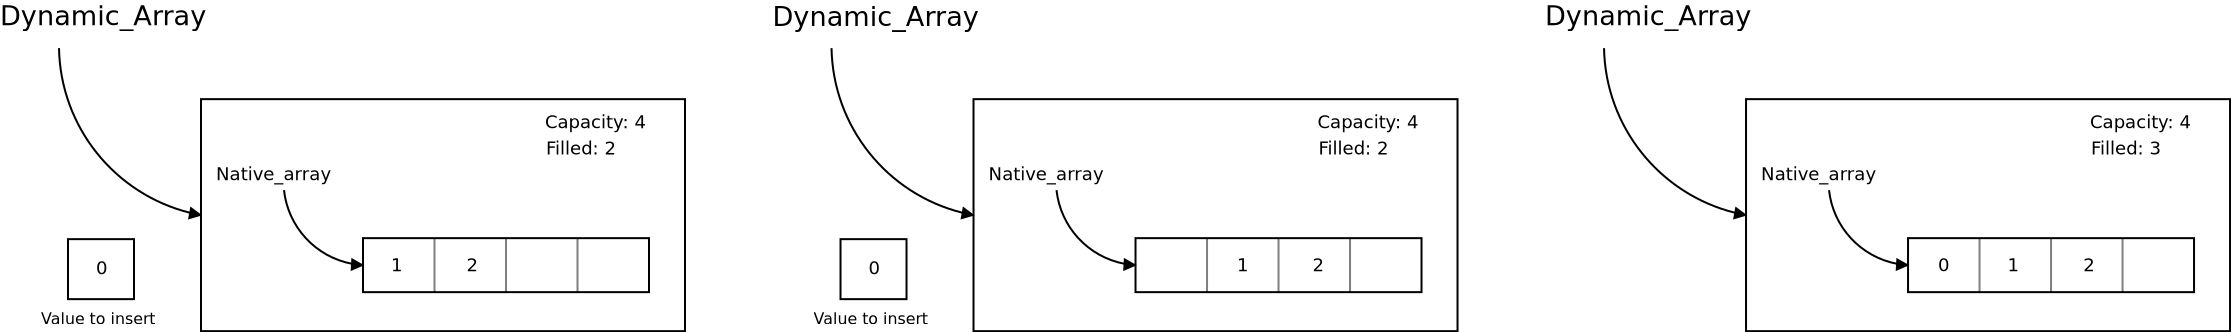 Dynamic_Array
Capacity: 4
Filled: 2
Native_array
1 2
0
Value to insert
Dynamic_Array
Capacity: 4
Filled: 2
Native_array
1 2
0
Value to insert
Dynamic_Array
Capacity: 4
Filled: 3
Native_array
0 1 2